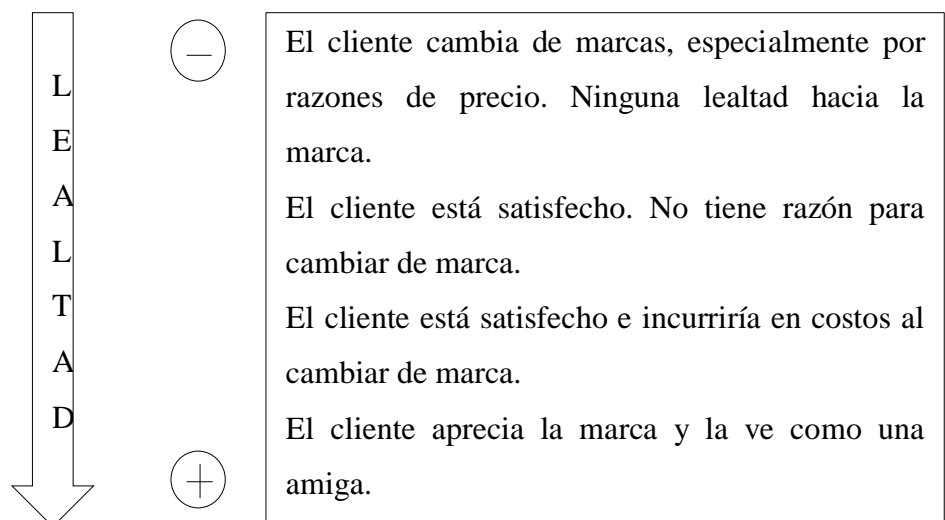 LEALTAD
−
El cliente cambia de marcas, especialmente por
razones de precio. Ninguna lealtad hacia la
marca.
El cliente está satisfecho. No tiene razón para
cambiar de marca.
El cliente está satisfecho e incurriría en costos al
cambiar de marca.
El cliente aprecia la marca y la ve como una
amiga.
+